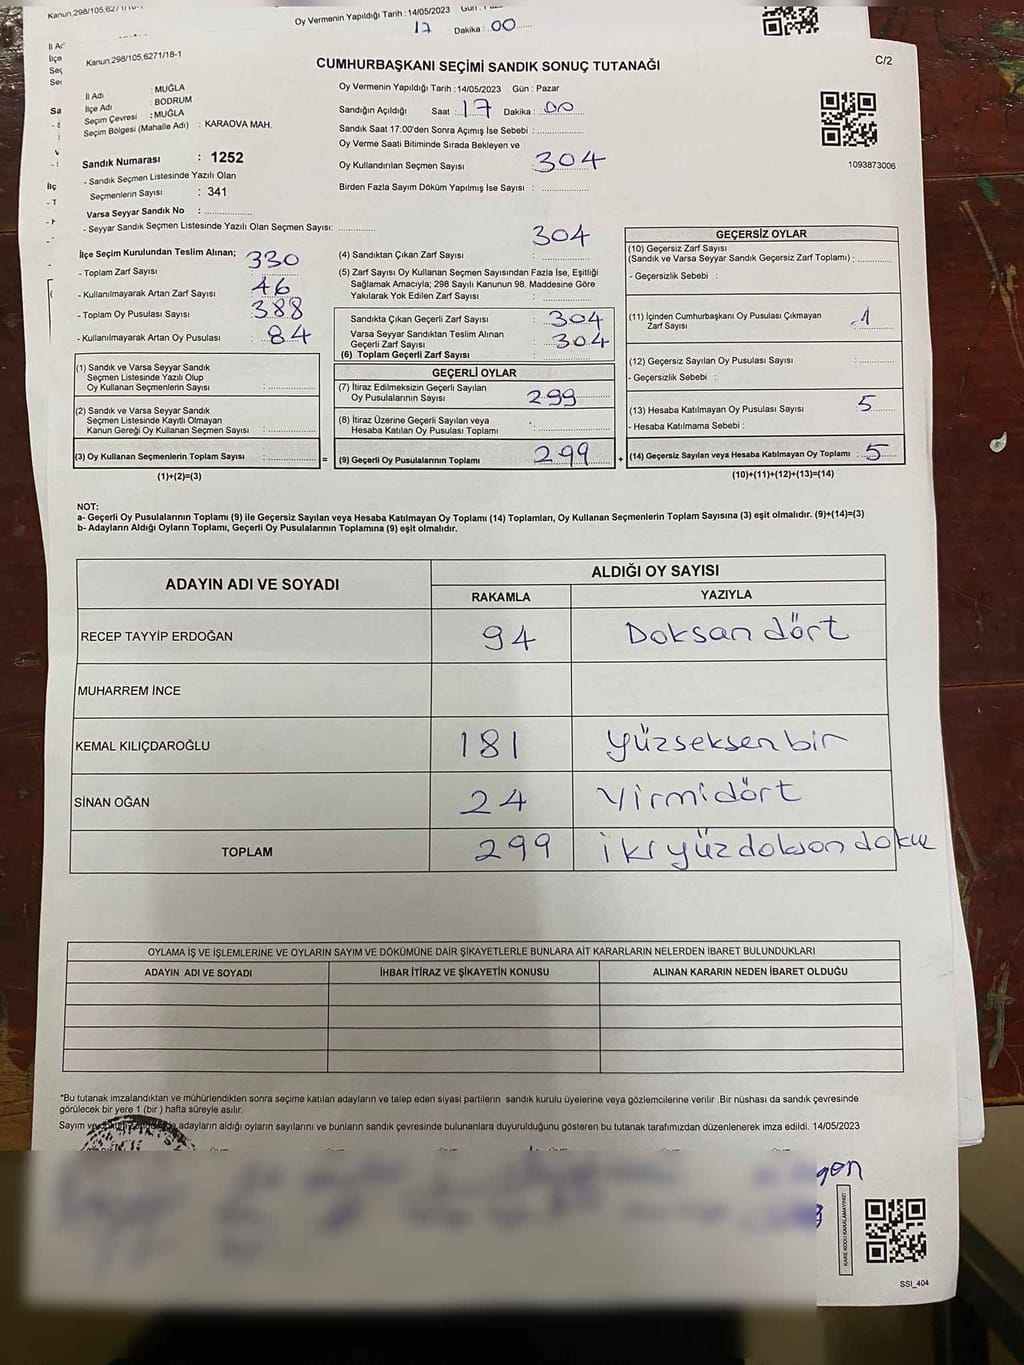 Kanun,298/105,627
Oy Vermenin Yapıldığı Tarih : 14/05/2023 Gün :
17 Dakika : 00
Kanun,298/105,6271/18-1
CUMHURBAŞKANI SEÇİMİ SANDIK SONUÇ TUTANAĞI
C/2
İl Adı : MUĞLA
İlçe Adı : BODRUM
Seçim Çevresi : MUĞLA
Seçim Bölgesi (Mahalle Adı) : KARAOVA MAH.
Sandık Numarası : 1252
- Sandık Seçmen Listesinde Yazılı Olan
Seçmenlerin Sayısı : 341
Varsa Seyyar Sandık No : ..................
- Seyyar Sandık Seçmen Listesinde Yazılı Olan Seçmen Sayısı: ............
Oy Vermenin Yapıldığı Tarih :14/05/2023 Gün : Pazar
Sandığın Açıldığı Saat : 17 Dakika : 00
Sandık Saat 17:00'den Sonra Açımış İse Sebebi : ..................
Oy Verme Saati Bitiminde Sırada Bekleyen ve
Oy Kullandırılan Seçmen Sayısı : 304
Birden Fazla Sayım Döküm Yapılmış İse Sayısı : ..................
1093873006
İlçe Seçim Kurulundan Teslim Alınan;
- Toplam Zarf Sayısı : 330
- Kullanılmayarak Artan Zarf Sayısı : 46
- Toplam Oy Pusulası Sayısı : 388
- Kullanılmayarak Artan Oy Pusulası : 84
(1) Sandık ve Varsa Seyyar Sandık
Seçmen Listesinde Yazılı Olup
Oy Kullanan Seçmenlerin Sayısı : ............
(2) Sandık ve Varsa Seyyar Sandık
Seçmen Listesinde Kayıtlı Olmayan
Kanun Gereği Oy Kullanan Seçmen Sayısı : ............
(3) Oy Kullanan Seçmenlerin Toplam Sayısı : ............ =
(1)+(2)=(3)
304
(4) Sandıktan Çıkan Zarf Sayısı : ............
(5) Zarf Sayısı Oy Kullanan Seçmen Sayısından Fazla İse, Eşitliği
Sağlamak Amacıyla; 298 Sayılı Kanunun 98. Maddesine Göre
Yakılarak Yok Edilen Zarf Sayısı : ............
Sandıkta Çıkan Geçerli Zarf Sayısı : 304
Varsa Seyyar Sandıktan Teslim Alınan
Geçerli Zarf Sayısı : 304
(6) Toplam Geçerli Zarf Sayısı : ............
GEÇERLİ OYLAR
(7) İtiraz Edilmeksizin Geçerli Sayılan
Oy Pusulalarının Sayısı : 299
(8) İtiraz Üzerine Geçerli Sayılan veya
Hesaba Katılan Oy Pusulası Toplamı : ............
(9) Geçerli Oy Pusulalarının Toplamı : 299 +
GEÇERSİZ OYLAR
(10) Geçersiz Zarf Sayısı
(Sandık ve Varsa Seyyar Sandık Geçersiz Zarf Toplamı) : ............
- Geçersizlik Sebebi :
(11) İçinden Cumhurbaşkanı Oy Pusulası Çıkmayan
Zarf Sayısı : 1
(12) Geçersiz Sayılan Oy Pusulası Sayısı : ............
- Geçersizlik Sebebi :
(13) Hesaba Katılmayan Oy Pusulası Sayısı : 5
- Hesaba Katılmama Sebebi :
(14) Geçersiz Sayılan veya Hesaba Katılmayan Oy Toplamı : 5
(10)+(11)+(12)+(13)=(14)
NOT:
a- Geçerli Oy Pusulalarının Toplamı (9) ile Geçersiz Sayılan veya Hesaba Katılmayan Oy Toplamı (14) Toplamları, Oy Kullanan Seçmenlerin Toplam Sayısına (3) eşit olmalıdır. (9)+(14)=(3)
b- Adayların Aldığı Oyların Toplamı, Geçerli Oy Pusulalarının Toplamına (9) eşit olmalıdır.
ADAYIN ADI VE SOYADI ALDIĞI OY SAYISI
RAKAMLA YAZIYLA
RECEP TAYYİP ERDOĞAN 94 Doksan dört
MUHARREM İNCE
KEMAL KILIÇDAROĞLU 181 Yüzseksen bir
SİNAN OĞAN 24 Yirmidört
TOPLAM 299 ikiyüzdoksandokuz
OYLAMA İŞ VE İŞLEMLERİNE VE OYLARIN SAYIM VE DÖKÜMÜNE DAİR ŞİKAYETLERLE BUNLARA AİT KARARLARIN NELERDEN İBARET BULUNDUKLARI
ADAYIN ADI VE SOYADI İHBAR İTİRAZ VE ŞİKAYETİN KONUSU ALINAN KARARIN NEDEN İBARET OLDUĞU
*Bu tutanak imzalandıktan ve mühürlendikten sonra seçime katılan adayların ve talep eden siyasi partilerin sandık kurulu üyelerine veya gözlemcilerine verilir .Bir nüshası da sandık çevresinde
görülecek bir yere 1 (bir ) hafta süreyle asılır.
Sayım ve adayların aldığı oyların sayılarını ve bunların sandık çevresinde bulunanlara duyurulduğunu gösteren bu tutanak tarafımızdan düzenlenerek imza edildi. 14/05/2023
KARE KODU KARALAMAYINIZ!
SSI_404